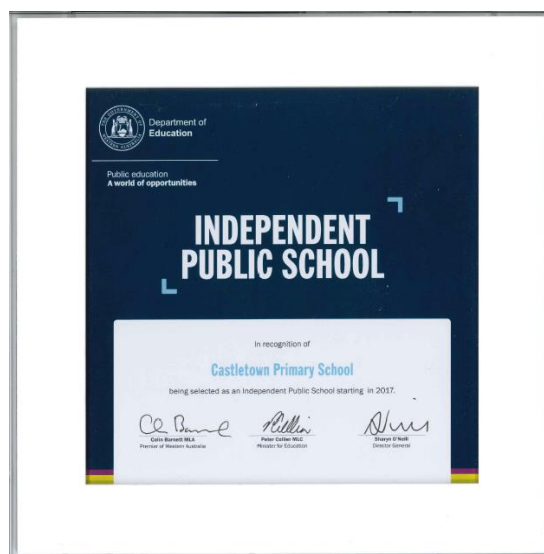 Department of
Education
Public education
A world of opportunities
INDEPENDENT
PUBLIC SCHOOL
In recognition of
Castletown Primary School
being selected as an Independent Public School starting in 2017.
Colin Barnett MLA
Premier of Western Australia
Peter Collier MLC
Minister for Education
Sharyn O'Neill
Director General